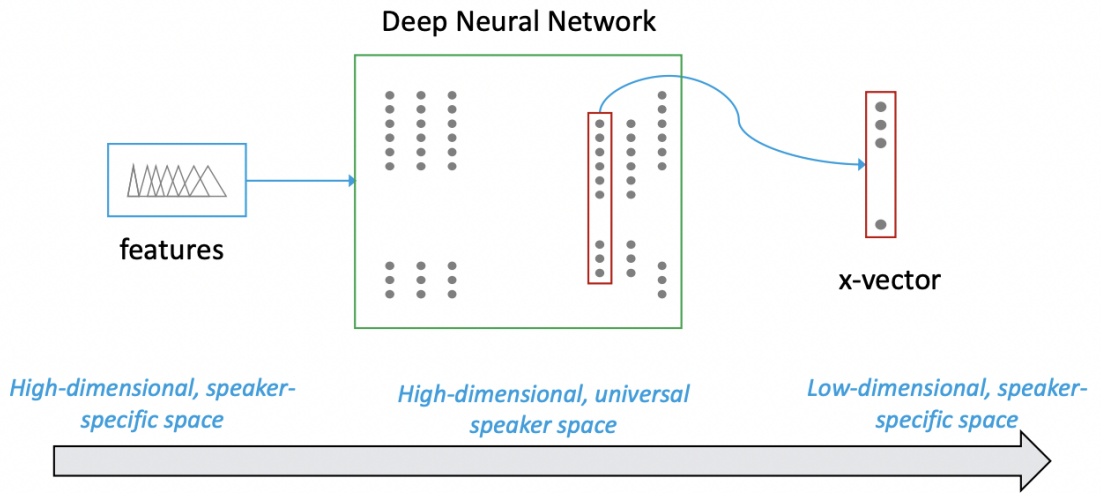 Deep Neural Network
features
x-vector
High-dimensional, speaker-
specific space
High-dimensional, universal
speaker space
Low-dimensional, speaker-
specific space